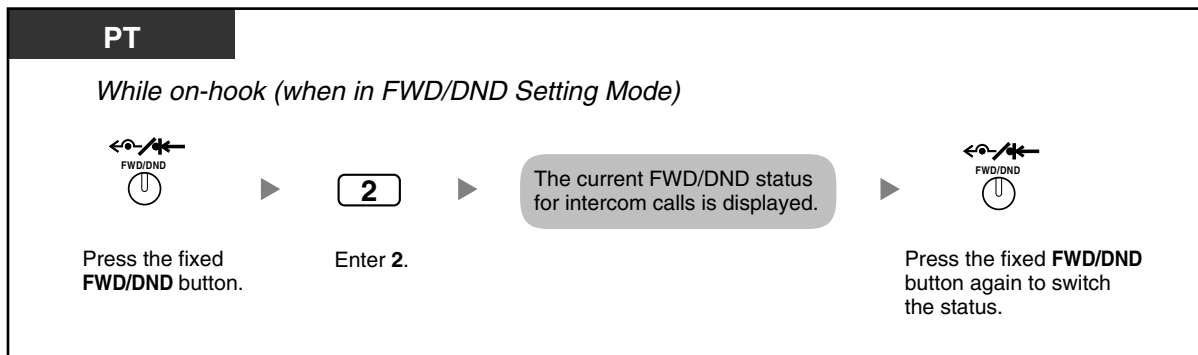 PT
While on-hook (when in FWD/DND Setting Mode)
FWD/DND
2
The current FWD/DND status
for intercom calls is displayed.
FWD/DND
Press the fixed
FWD/DND button.
Enter 2.
Press the fixed FWD/DND
button again to switch
the status.